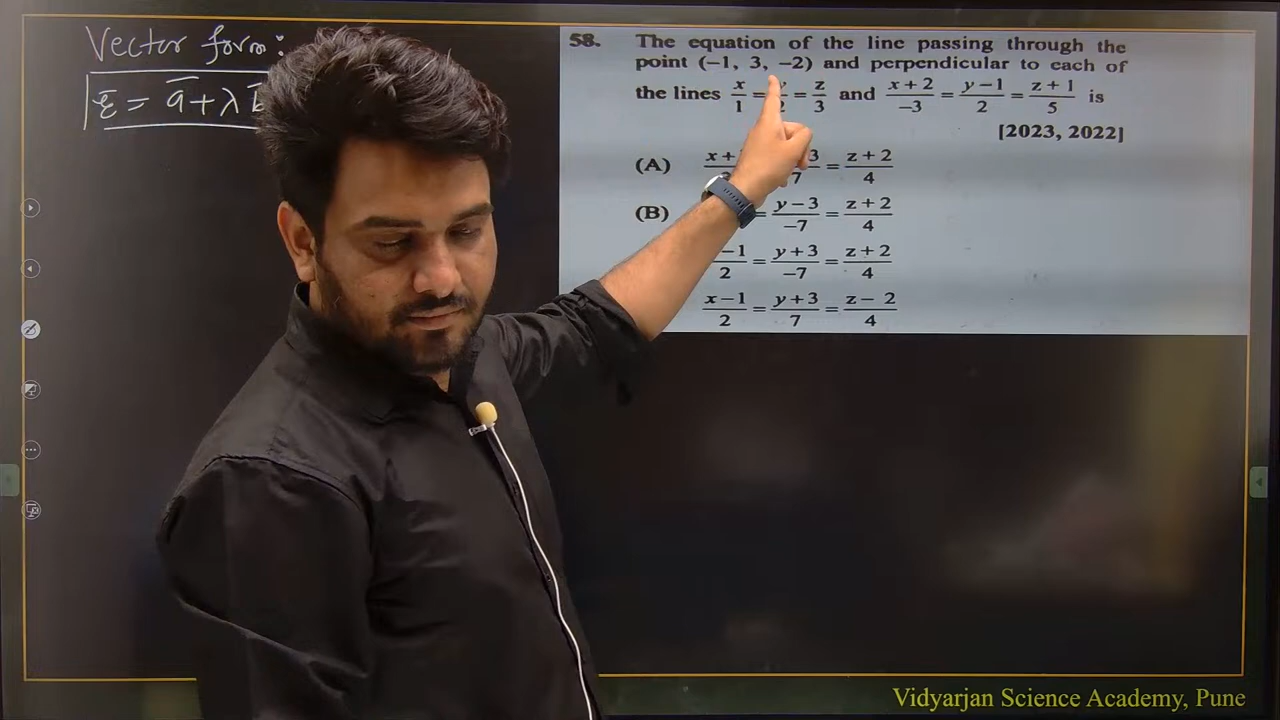 Vector form:
r̄ = ā + λ
58. The equation of the line passing through the
point (−1, 3, −2) and perpendicular to each of
the lines x/1 = y/2 = z/3 and x+2/−3 = y−1/2 = z+1/5 is
[2023, 2022]
(A) x+ 3/7 = z+2/4
(B) = y−3/−7 = z+2/4
−1/2 = y+3/−7 = z+2/4
x−1/2 = y+3/7 = z−2/4
Vidyarjan Science Academy, Pune